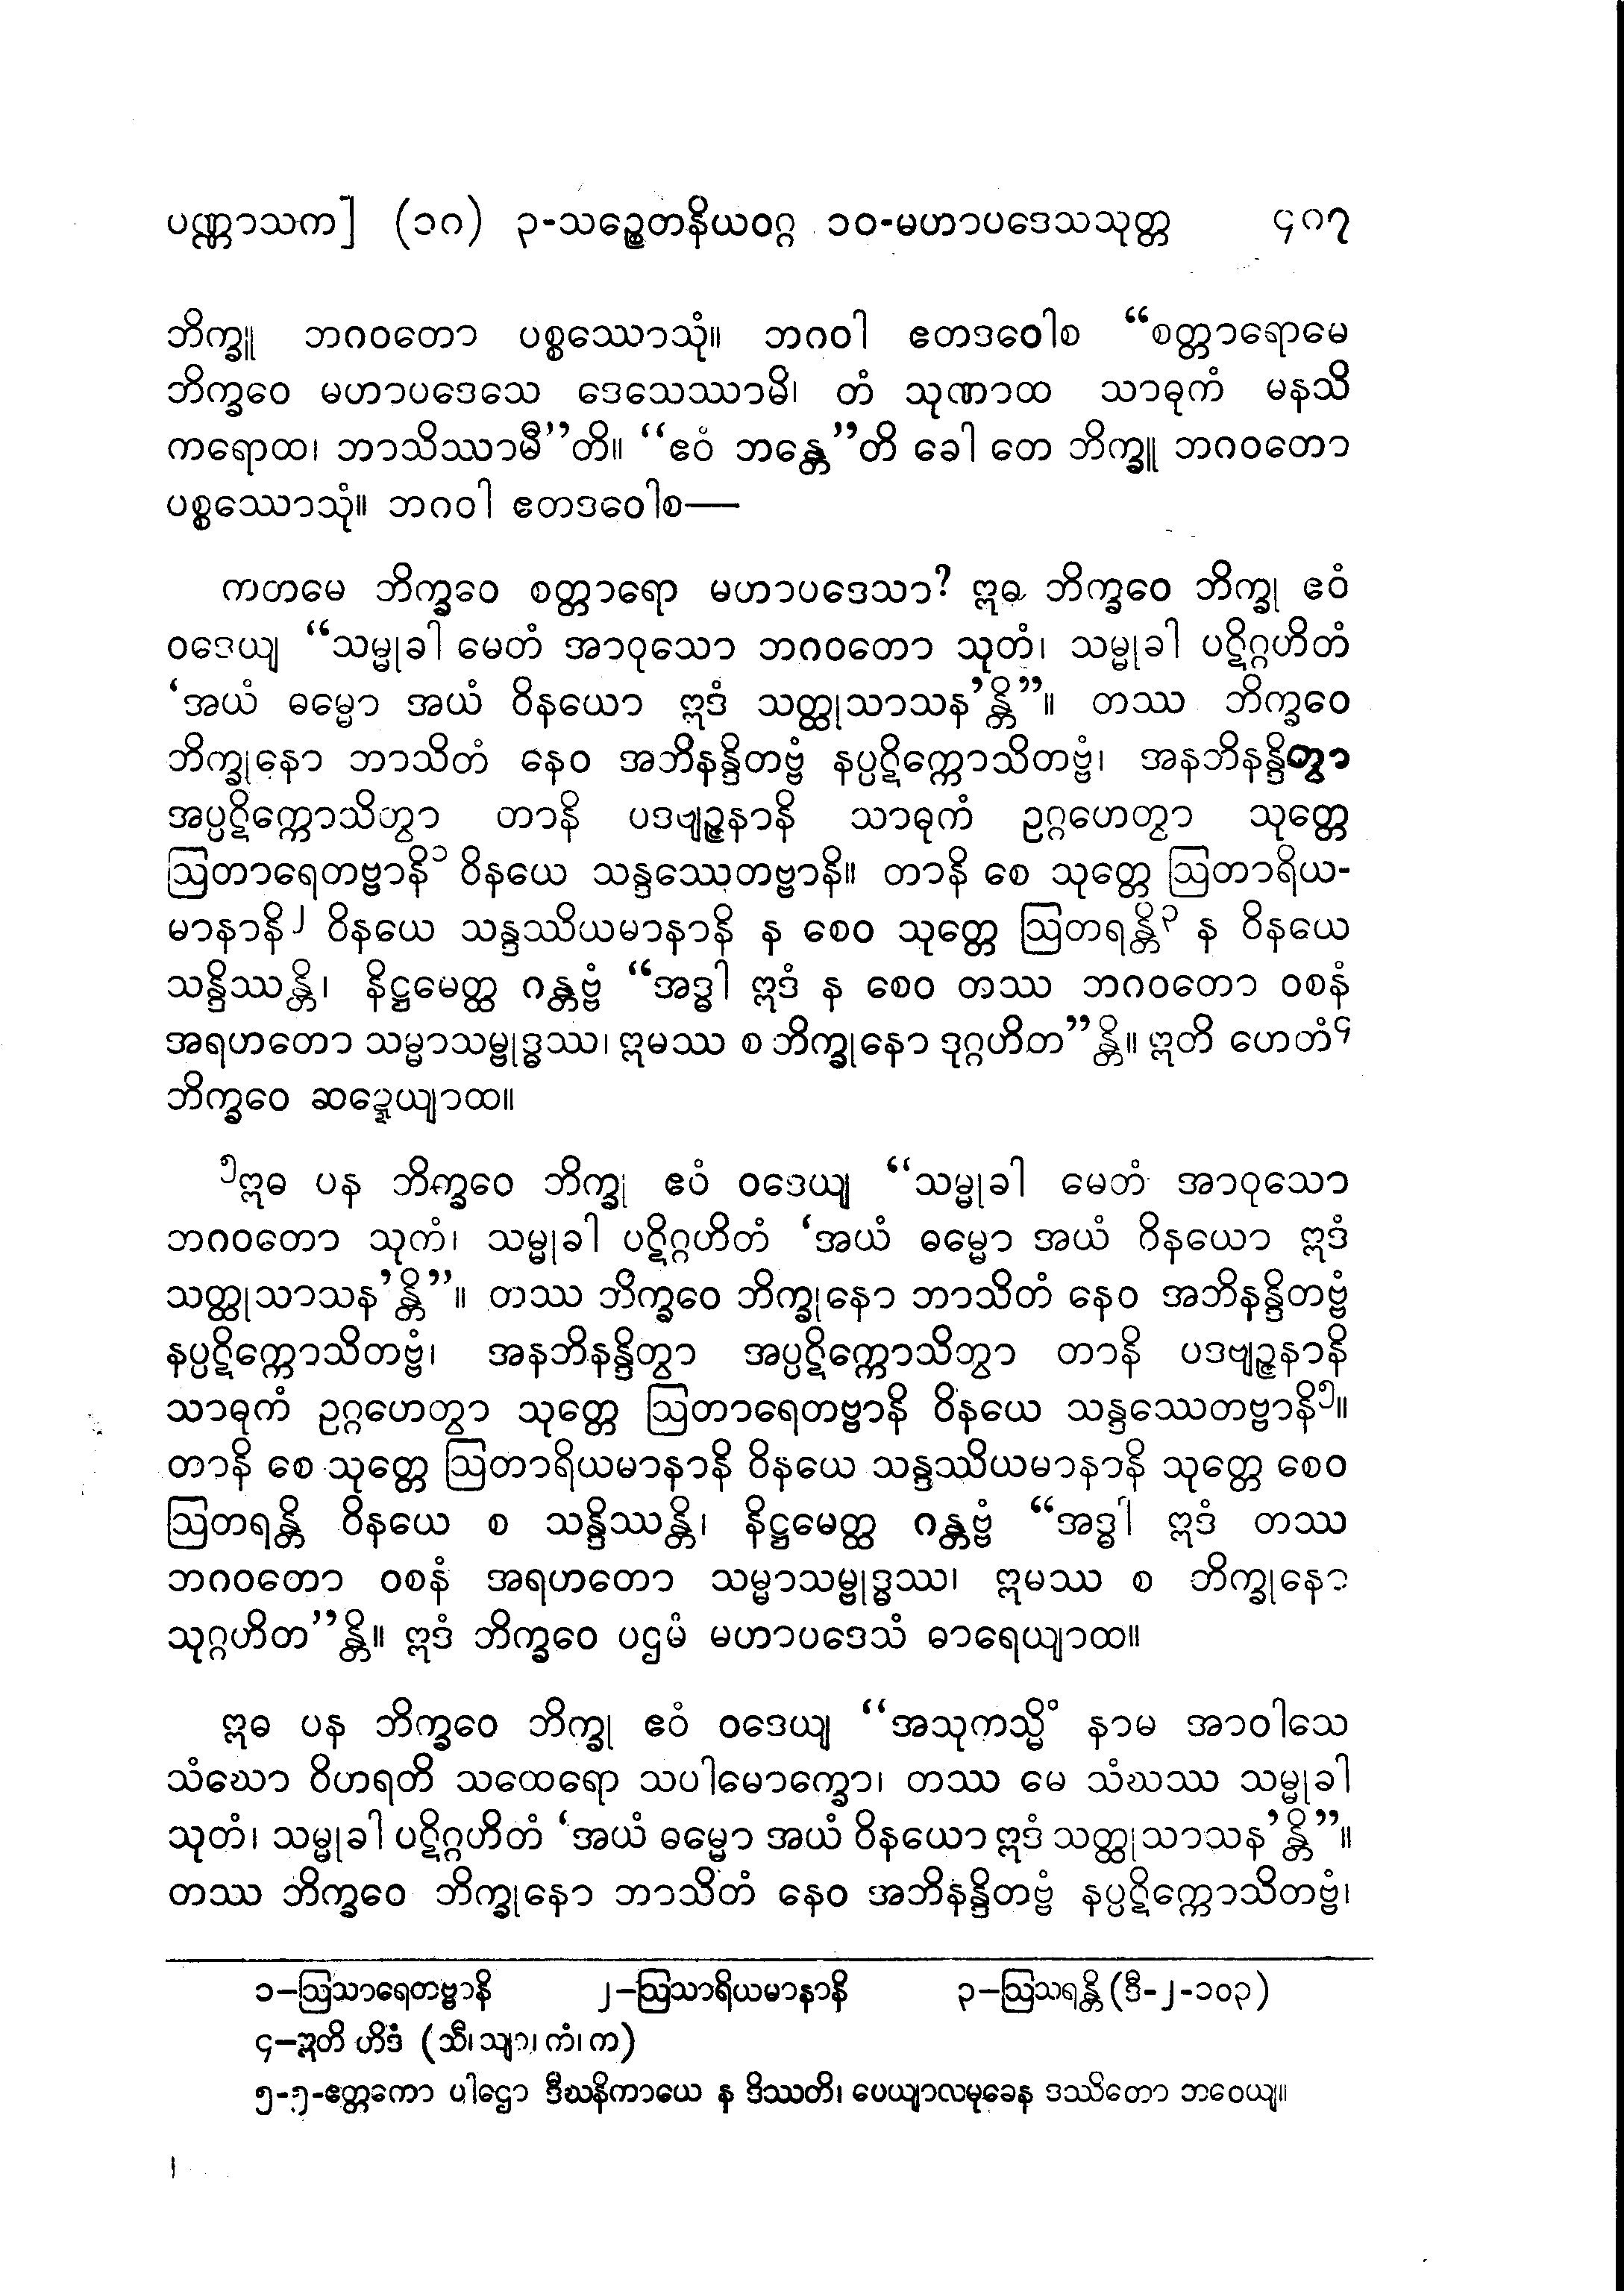 ပဏ္ဏာသက] (၁ဂ) ၃-သဉ္စေတနိယဝဂ္ဂ ၁၀-မဟာပဒေသသုတ္တ ၄ဂ၇
ဘိက္ခူ ဘဂဝတော ပစ္စဿောသုံ။ ဘဂဝါ ဧတဒဝေါစ “စတ္တာရောမေ
ဘိက္ခဝေ မဟာပဒေသေ ဒေသေဿာမိ၊ တံ သုဏာထ သာဓုကံ မနသိ
ကရောထ၊ ဘာသိဿာမီ”တိ။ “ဧဝံ ဘန္တေ”တိ ခေါ တေ ဘိက္ခူ ဘဂဝတော
ပစ္စဿောသုံ။ ဘဂဝါ ဧတဒဝေါစ—
ကတမေ ဘိက္ခဝေ စတ္တာရော မဟာပဒေသာ? ဣဓ ဘိက္ခဝေ ဘိက္ခု ဧဝံ
ဝဒေယျ “သမ္မုခါ မေတံ အာဝုသော ဘဂဝတော သုတံ၊ သမ္မုခါ ပဋိဂ္ဂဟိတံ
‘အယံ ဓမ္မော အယံ ဝိနယော ဣဒံ သတ္ထုသာသန’န္တိ”။ တဿ ဘိက္ခဝေ
ဘိက္ခုနော ဘာသိတံ နေဝ အဘိနန္ဒိတဗ္ဗံ နပ္ပဋိက္ကောသိတဗ္ဗံ၊ အနဘိနန္ဒိတွာ
အပ္ပဋိက္ကောသိတွာ တာနိ ပဒဗျဉ္ဇနာနိ သာဓုကံ ဥဂ္ဂဟေတွာ သုတ္တေ
ဩတာရေတဗ္ဗာနိ၁ ဝိနယေ သန္ဒဿေတဗ္ဗာနိ။ တာနိ စေ သုတ္တေ ဩတာရိယ-
မာနာနိ၂ ဝိနယေ သန္ဒဿိယမာနာနိ န စေဝ သုတ္တေ ဩတရန္တိ၃ န ဝိနယေ
သန္ဒိဿန္တိ၊ နိဋ္ဌမေတ္ထ ဂန္တဗ္ဗံ “အဒ္ဓါ ဣဒံ န စေဝ တဿ ဘဂဝတော ဝစနံ
အရဟတော သမ္မာသမ္ဗုဒ္ဓဿ၊ ဣမဿ စ ဘိက္ခုနော ဒုဂ္ဂဟိတ”န္တိ။ ဣတိ ဟေတံ၄
ဘိက္ခဝေ ဆဍ္ဍေယျာထ။
၅ဣဓ ပန ဘိက္ခဝေ ဘိက္ခု ဧဝံ ဝဒေယျ “သမ္မုခါ မေတံ အာဝုသော
ဘဂဝတော သုကံ၊ သမ္မုခါ ပဋိဂ္ဂဟိတံ ‘အယံ ဓမ္မော အယံ ဝိနယော ဣဒံ
သတ္ထုသာသန’န္တိ”။ တဿ ဘိက္ခဝေ ဘိက္ခုနော ဘာသိတံ နေဝ အဘိနန္ဒိတဗ္ဗံ
နပ္ပဋိက္ကောသိတဗ္ဗံ၊ အနဘိနန္ဒိတွာ အပ္ပဋိက္ကောသိတွာ တာနိ ပဒဗျဉ္ဇနာနိ
သာဓုကံ ဥဂ္ဂဟေတွာ သုတ္တေ ဩတာရေတဗ္ဗာနိ ဝိနယေ သန္ဒဿေတဗ္ဗာနိ၅။
တာနိ စေ သုတ္တေ ဩတာရိယမာနာနိ ဝိနယေ သန္ဒဿိယမာနာနိ သုတ္တေ စေဝ
ဩတရန္တိ ဝိနယေ စ သန္ဒိဿန္တိ၊ နိဋ္ဌမေတ္ထ ဂန္တဗ္ဗံ “အဒ္ဓါ ဣဒံ တဿ
ဘဂဝတော ဝစနံ အရဟတော သမ္မာသမ္ဗုဒ္ဓဿ၊ ဣမဿ စ ဘိက္ခုနော
သုဂ္ဂဟိတ”န္တိ။ ဣဒံ ဘိက္ခဝေ ပဌမံ မဟာပဒေသံ ဓာရေယျာထ။
ဣဓ ပန ဘိက္ခဝေ ဘိက္ခု ဧဝံ ဝဒေယျ “အသုကသ္မိံ နာမ အာဝါသေ
သံဃော ဝိဟရတိ သထေရော သပါမောက္ခော၊ တဿ မေ သံဃဿ သမ္မုခါ
သုတံ၊ သမ္မုခါ ပဋိဂ္ဂဟိတံ ‘အယံ ဓမ္မော အယံ ဝိနယော ဣဒံ သတ္ထုသာသန’န္တိ”။
တဿ ဘိက္ခဝေ ဘိက္ခုနော ဘာသိတံ နေဝ အဘိနန္ဒိတဗ္ဗံ နပ္ပဋိက္ကောသိတဗ္ဗံ၊
၁–ဩသာရေတဗ္ဗာနိ ၂–ဩသာရိယမာနာနိ ၃–ဩသရန္တိ (ဒီ-၂-၁၀၃)
၄–ဣတိ ဟိဒံ (သီ၊ သျာ၊ ကံ၊ က)
၅-၅-ဧတ္တကော ပါဌော ဒီဃနိကာယေ န ဒိဿတိ၊ ပေယျာလမုခေန ဒဿိတော ဘဝေယျ။